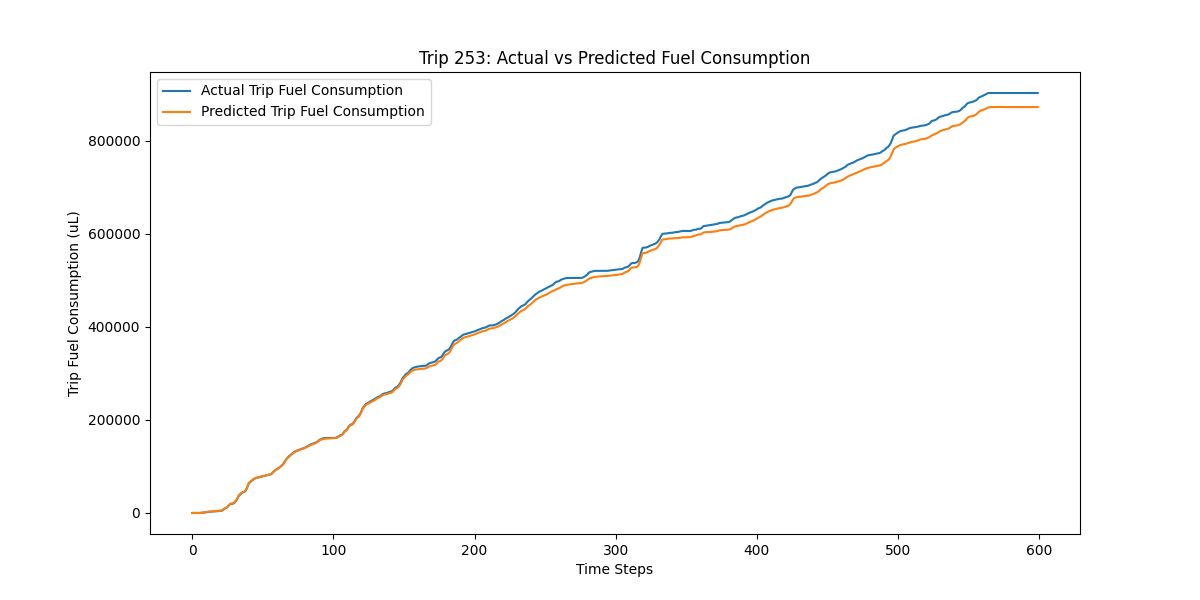 Trip 253: Actual vs Predicted Fuel Consumption
Actual Trip Fuel Consumption
Predicted Trip Fuel Consumption
Trip Fuel Consumption (uL)
800000
600000
400000
200000
0
0 100 200 300 400 500 600
Time Steps